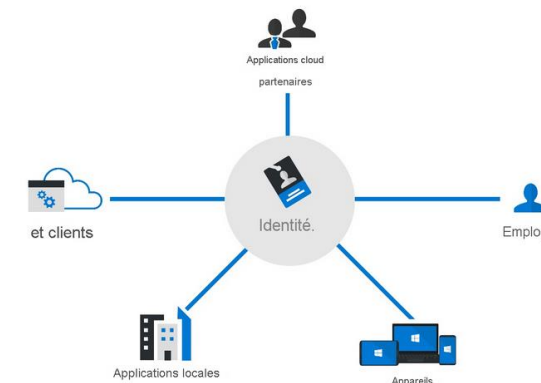 Applications cloud
partenaires
et clients
Identité.
Emplo
Applications locales
Appareils